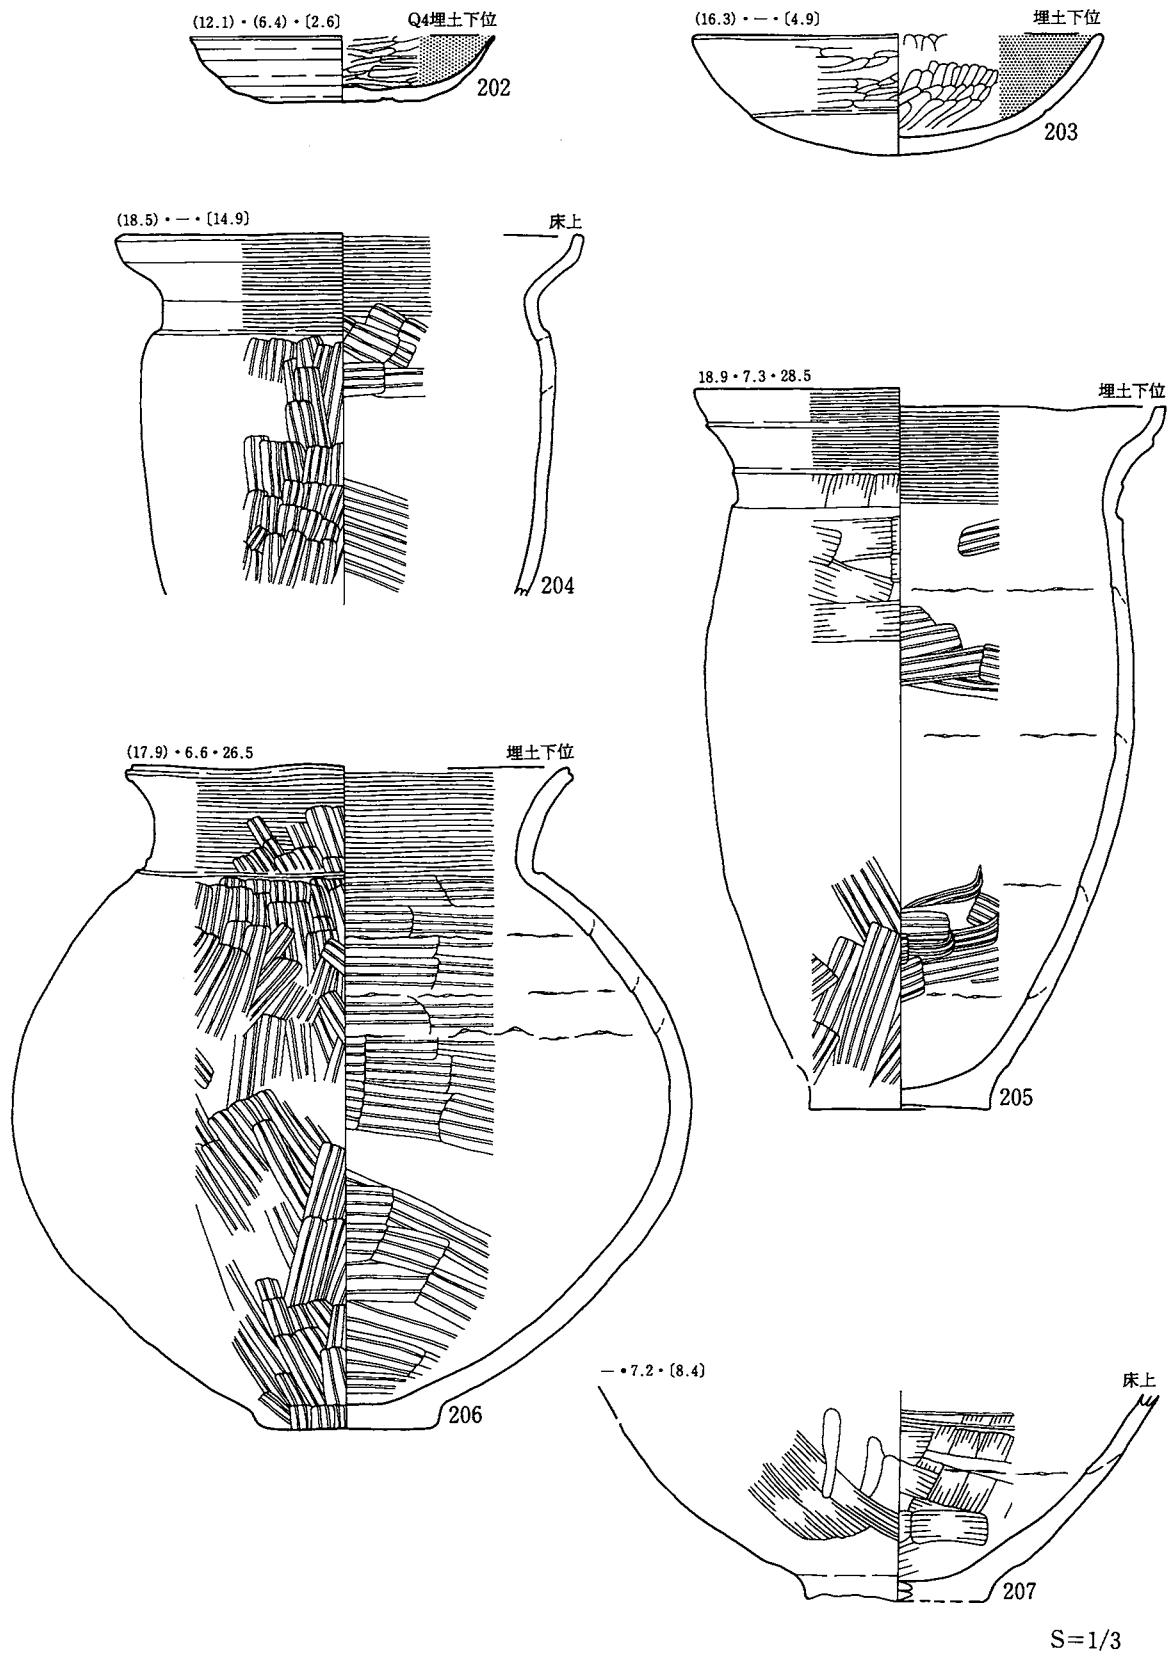 (12.1)・(6.4)・〔2.6〕
Q4埋土下位
202
(16.3)・―・〔4.9〕
埋土下位
203
(18.5)・―・〔14.9〕
床上
204
18.9・7.3・28.5
埋土下位
205
(17.9)・6.6・26.5
埋土下位
206
―・7.2・〔8.4〕
床上
207
S=1/3